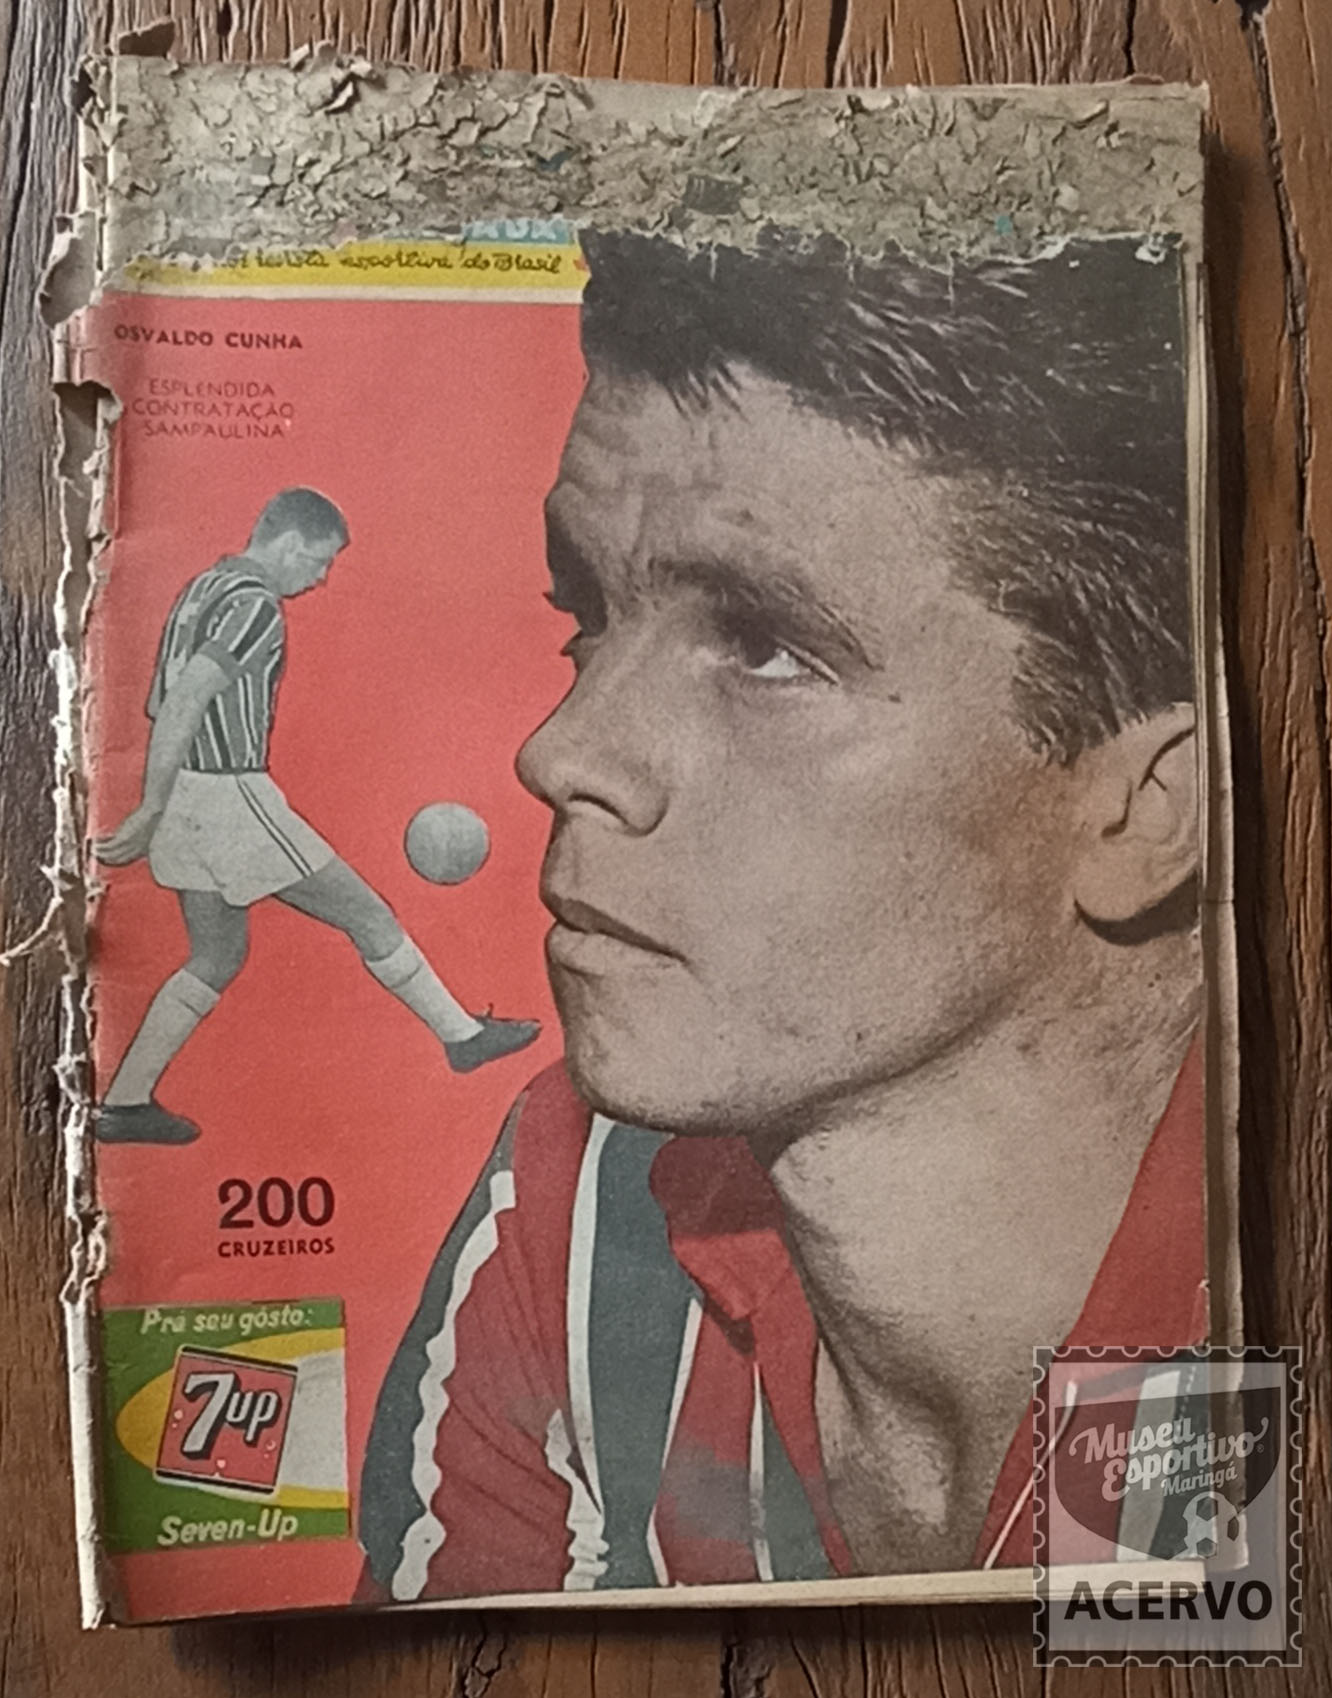 revista esportiva do Brasil
OSVALDO CUNHA
ESPLENDIDA
CONTRATAÇÃO
SAMPAULINA
200
CRUZEIROS
Prá seu gôsto:
7up
Seven-Up
Museu
Esportivo
Maringá
ACERVO